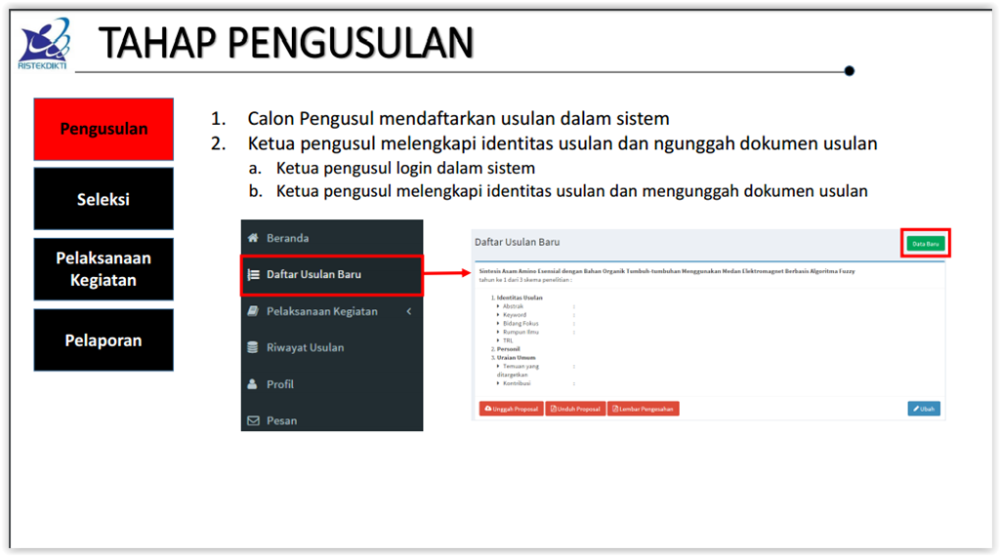 RISTEKDIKTI
TAHAP PENGUSULAN
Pengusulan
Seleksi
Pelaksanaan
Kegiatan
Pelaporan
1. Calon Pengusul mendaftarkan usulan dalam sistem
2. Ketua pengusul melengkapi identitas usulan dan ngunggah dokumen usulan
a. Ketua pengusul login dalam sistem
b. Ketua pengusul melengkapi identitas usulan dan mengunggah dokumen usulan
Beranda
Daftar Usulan Baru
Pelaksanaan Kegiatan
Riwayat Usulan
Profil
Pesan
Daftar Usulan Baru
Data Baru
Sintesis Asam Amino Esensial dengan Bahan Organik Tumbuh-tumbuhan Menggunakan Medan Elektromagnet Berbasis Algoritma Fuzzy
tahun ke 1 dari 3 skema penelitian :
1. Identitas Usulan
Abstrak :
Keyword :
Bidang Fokus :
Rumpun Ilmu :
TRL
2. Personil
3. Uraian Umum
Temuan yang :
ditargetkan
Kontribusi :
Unggah Proposal
Unduh Proposal
Lembar Pengesahan
Ubah